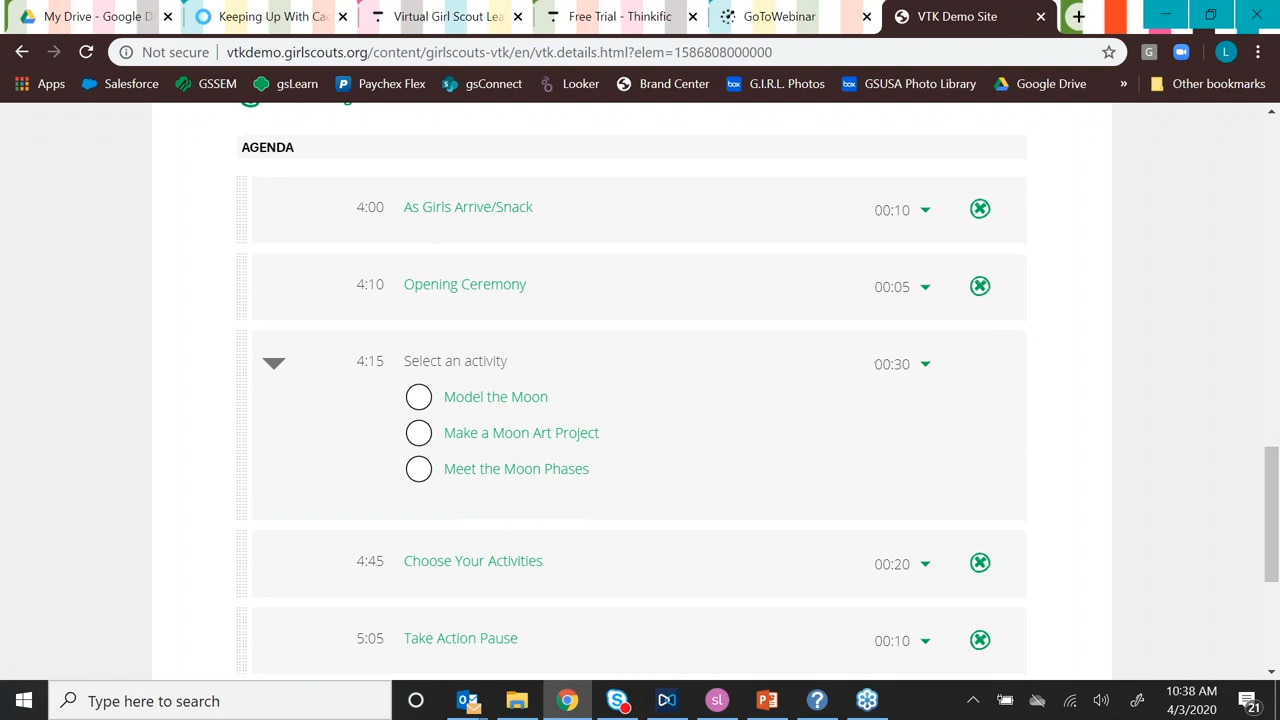 My Drive - Google D
Keeping Up With Cac
Virtual Girl Scout Lea
Free Trial - Thinkific
GoToWebinar
VTK Demo Site
Not secure
vtkdemo.girlscouts.org/content/girlscouts-vtk/en/vtk.details.html?elem=1586808000000
G
L
Apps
Salesforce
GSSEM
gsLearn
Paychex Flex
gsConnect
Looker
Brand Center
G.I.R.L. Photos
GSUSA Photo Library
Google Drive
»
Other bookmarks
AGENDA
4:00 As Girls Arrive/Snack 00:10
4:10 Opening Ceremony 00:05
4:15 Select an activity 00:30
Model the Moon
Make a Moon Art Project
Meet the Moon Phases
4:45 Choose Your Activities 00:20
5:05 Take Action Pause 00:10
Type here to search
sl
10:38 AM
4/3/2020
21